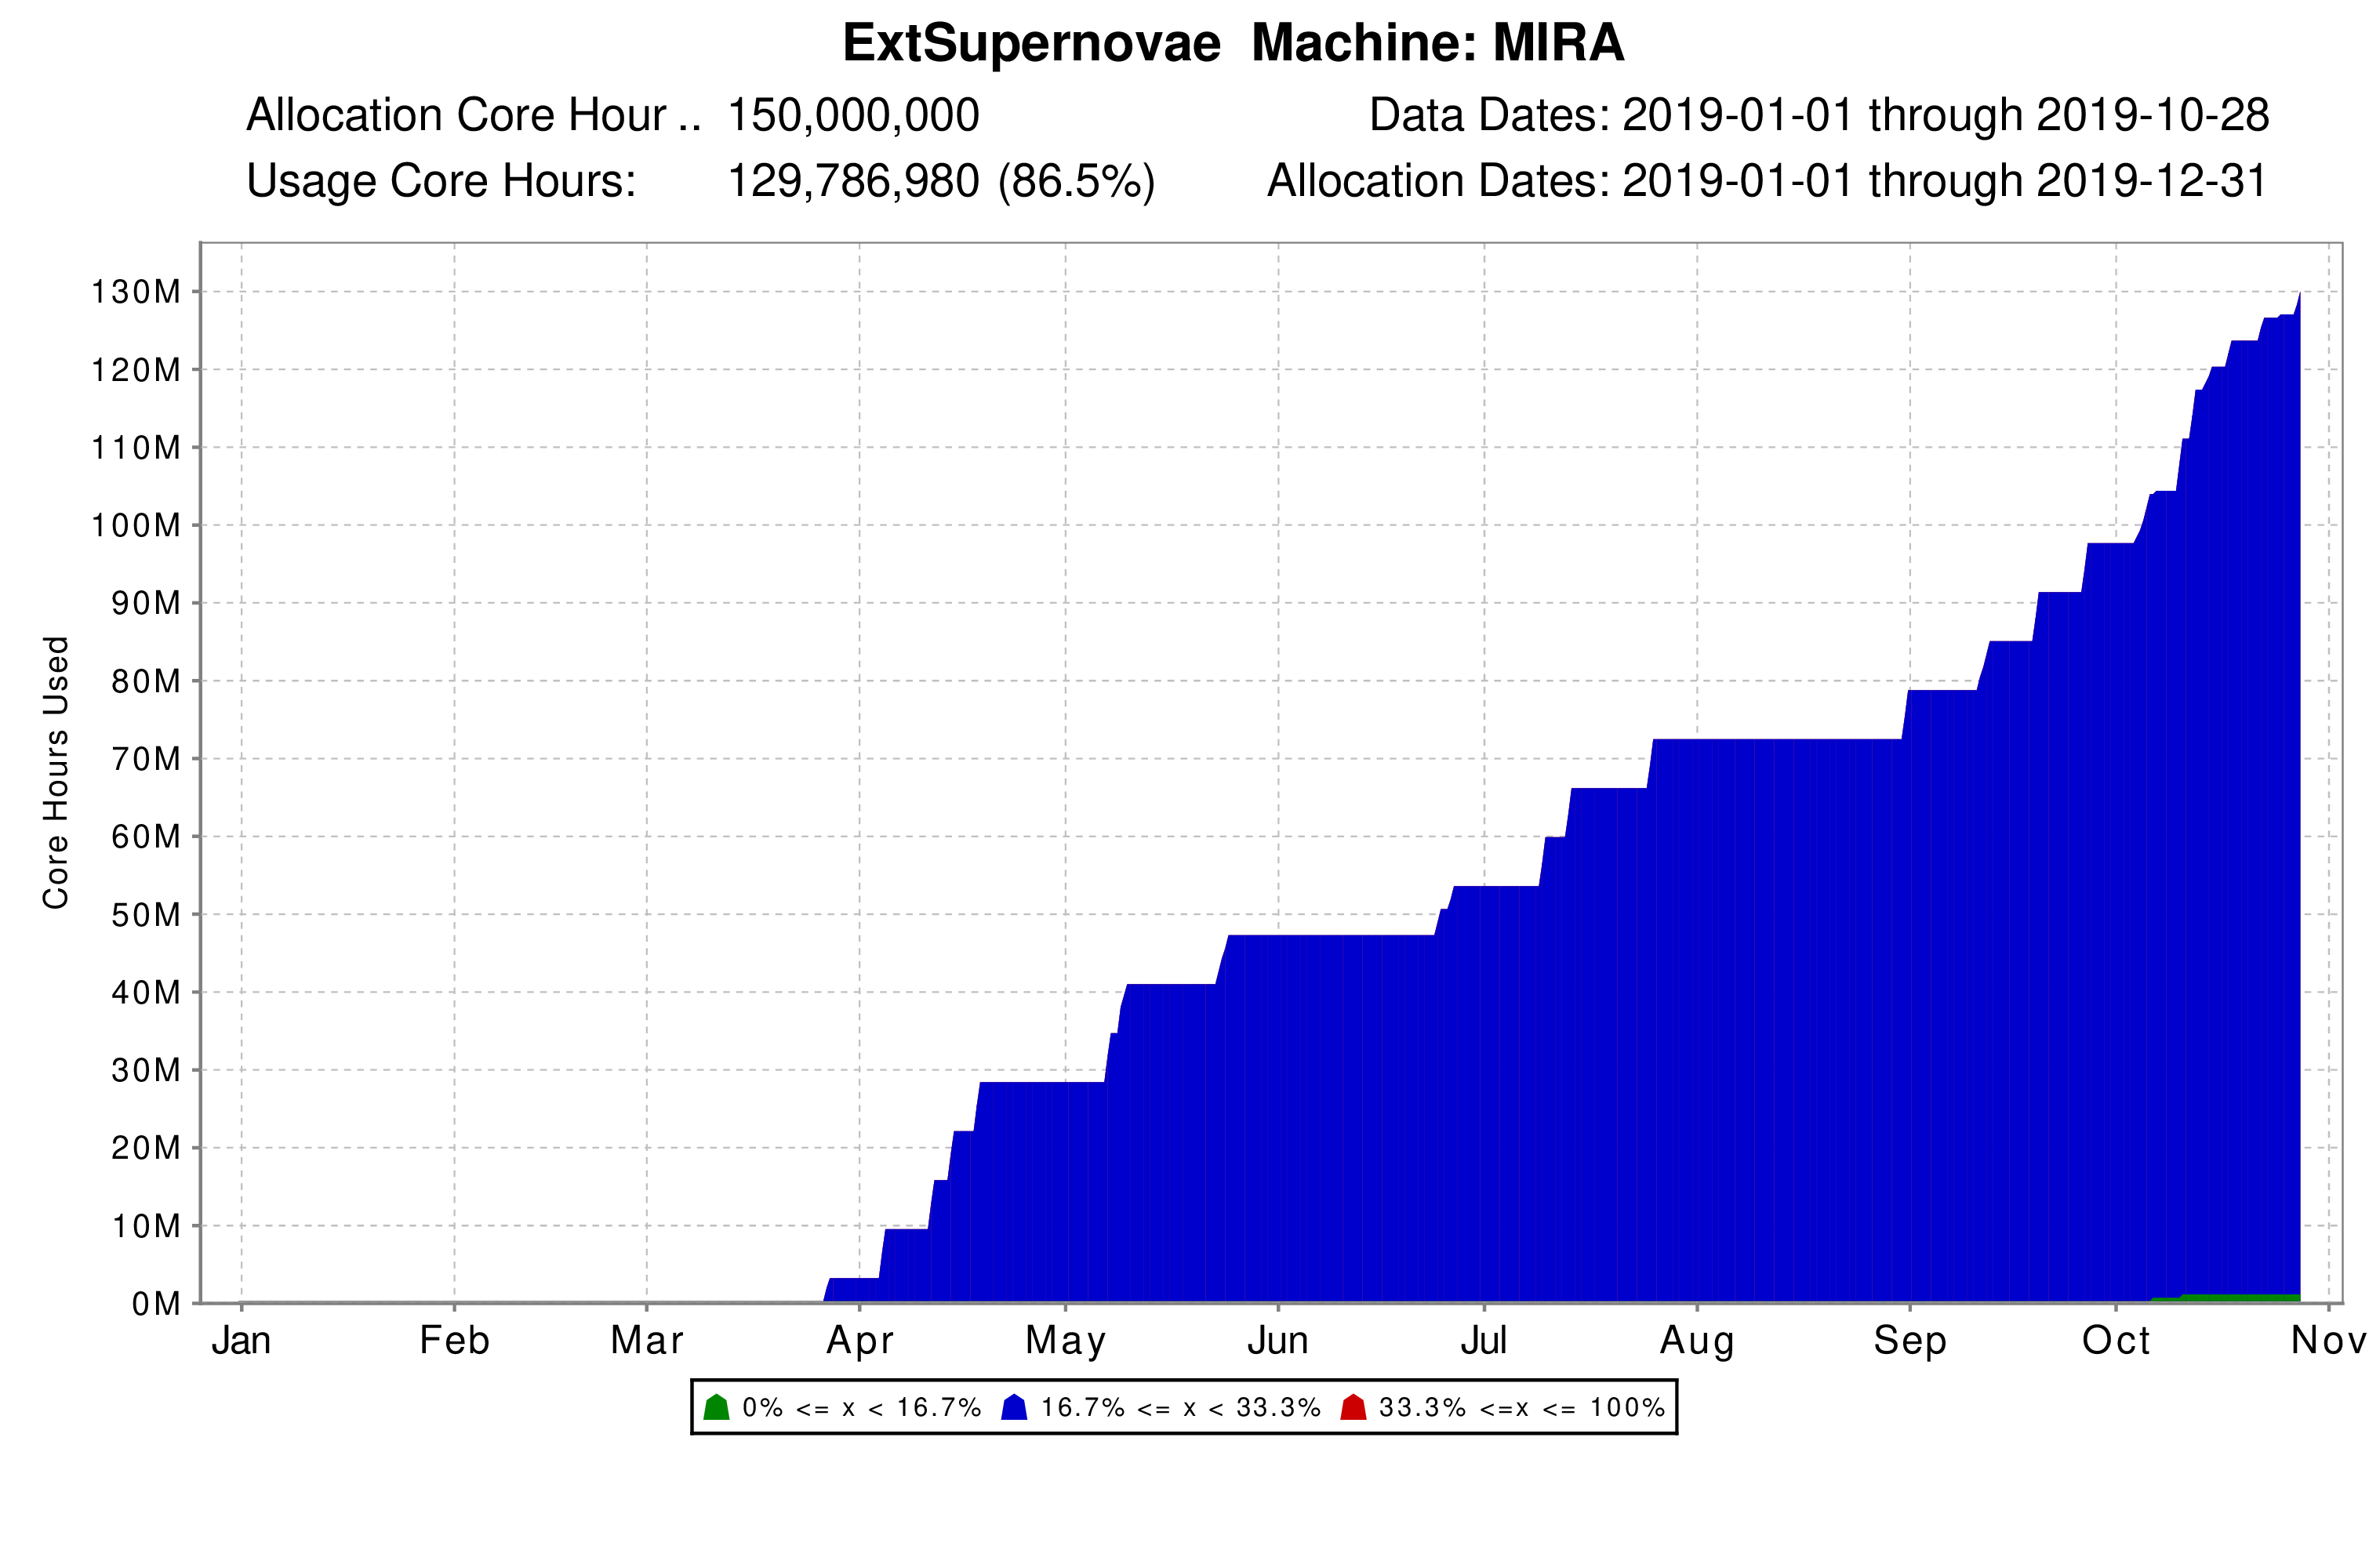 ExtSupernovae  Machine: MIRA
Allocation Core Hour .. 150,000,000 Data Dates: 2019-01-01 through 2019-10-28
Usage Core Hours: 129,786,980 (86.5%) Allocation Dates: 2019-01-01 through 2019-12-31
130M
120M
110M
100M
90M
80M
70M
60M
50M
40M
30M
20M
10M
0M
Core Hours Used
Jan Feb Mar Apr May Jun Jul Aug Sep Oct Nov
0% <= x < 16.7% 16.7% <= x < 33.3% 33.3% <=x <= 100%